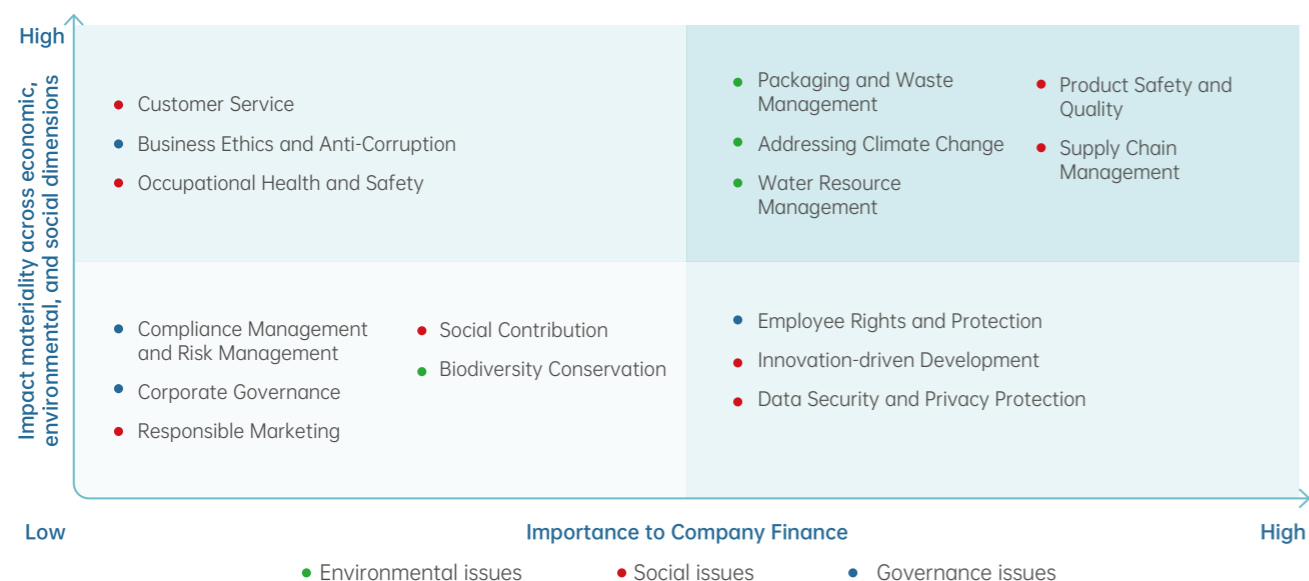 High
Impact materiality across economic,
environmental, and social dimensions
Customer Service
Business Ethics and Anti-Corruption
Occupational Health and Safety
Packaging and Waste
Management
Addressing Climate Change
Water Resource
Management
Product Safety and
Quality
Supply Chain
Management
Compliance Management
and Risk Management
Corporate Governance
Responsible Marketing
Social Contribution
Biodiversity Conservation
Employee Rights and Protection
Innovation-driven Development
Data Security and Privacy Protection
Low
Importance to Company Finance
High
Environmental issues
Social issues
Governance issues